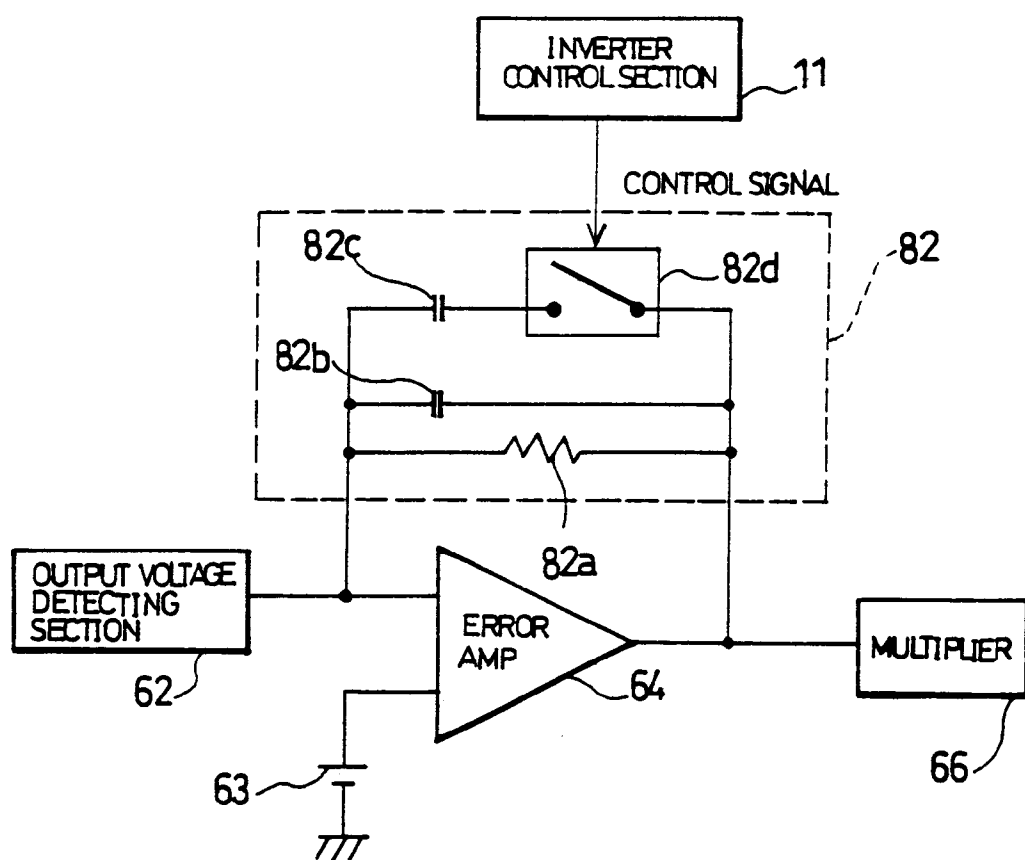 INVERTER
CONTROL SECTION
11
CONTROL SIGNAL
82c
82d
82
82b
82a
OUTPUT VOLTAGE
DETECTING
SECTION
62
ERROR
AMP
64
MULTIPLIER
66
63